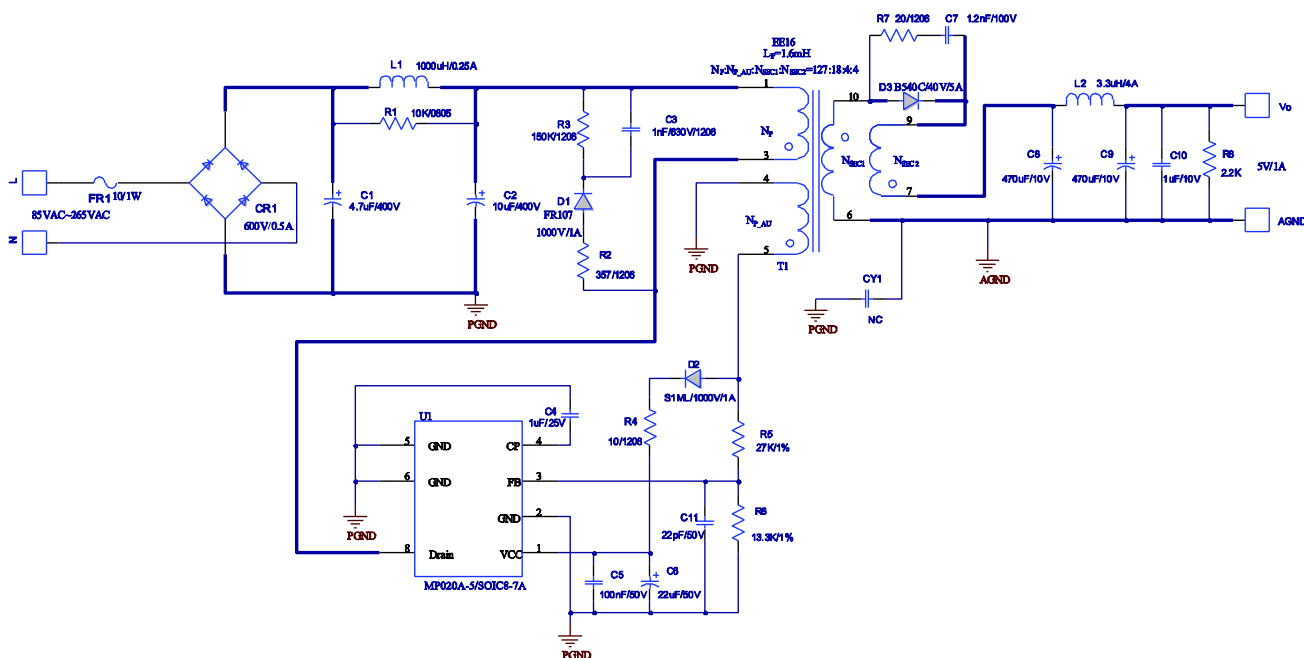 R7 20/1206
C7 1.2nF/100V
EE16
LP=1.6mH
NP:NP_AU:NSEC1:NSEC2=127:18:4:4
L1 1000uH/0.25A
R1 10K/0805
R3
150K/1206
C3
1nF/630V/1206
D1
FR107
1000V/1A
R2
357/1206
C1
4.7uF/400V
C2
10uF/400V
L
FR1 10/1W
85VAC~265VAC
N
CR1
600V/0.5A
PGND
1
NP
3
4
NP_AU
5
T1
PGND
10
D3 B540C/40V/5A
9
NSEC1
NSEC2
7
6
L2 3.3uH/4A
Vo
C8
470uF/10V
C9
470uF/10V
C10
1uF/10V
R8
2.2K
5V/1A
AGND
AGND
CY1
NC
PGND
D2
S1ML/1000V/1A
C4
1uF/25V
U1
R4
10/1206
R5
27K/1%
5 GND CP 4
6 GND FB 3
GND 2
8 Drain VCC 1
MP020A-5/SOIC8-7A
PGND
C11
22pF/50V
R6
13.3K/1%
C5
100nF/50V
C6
22uF/50V
PGND